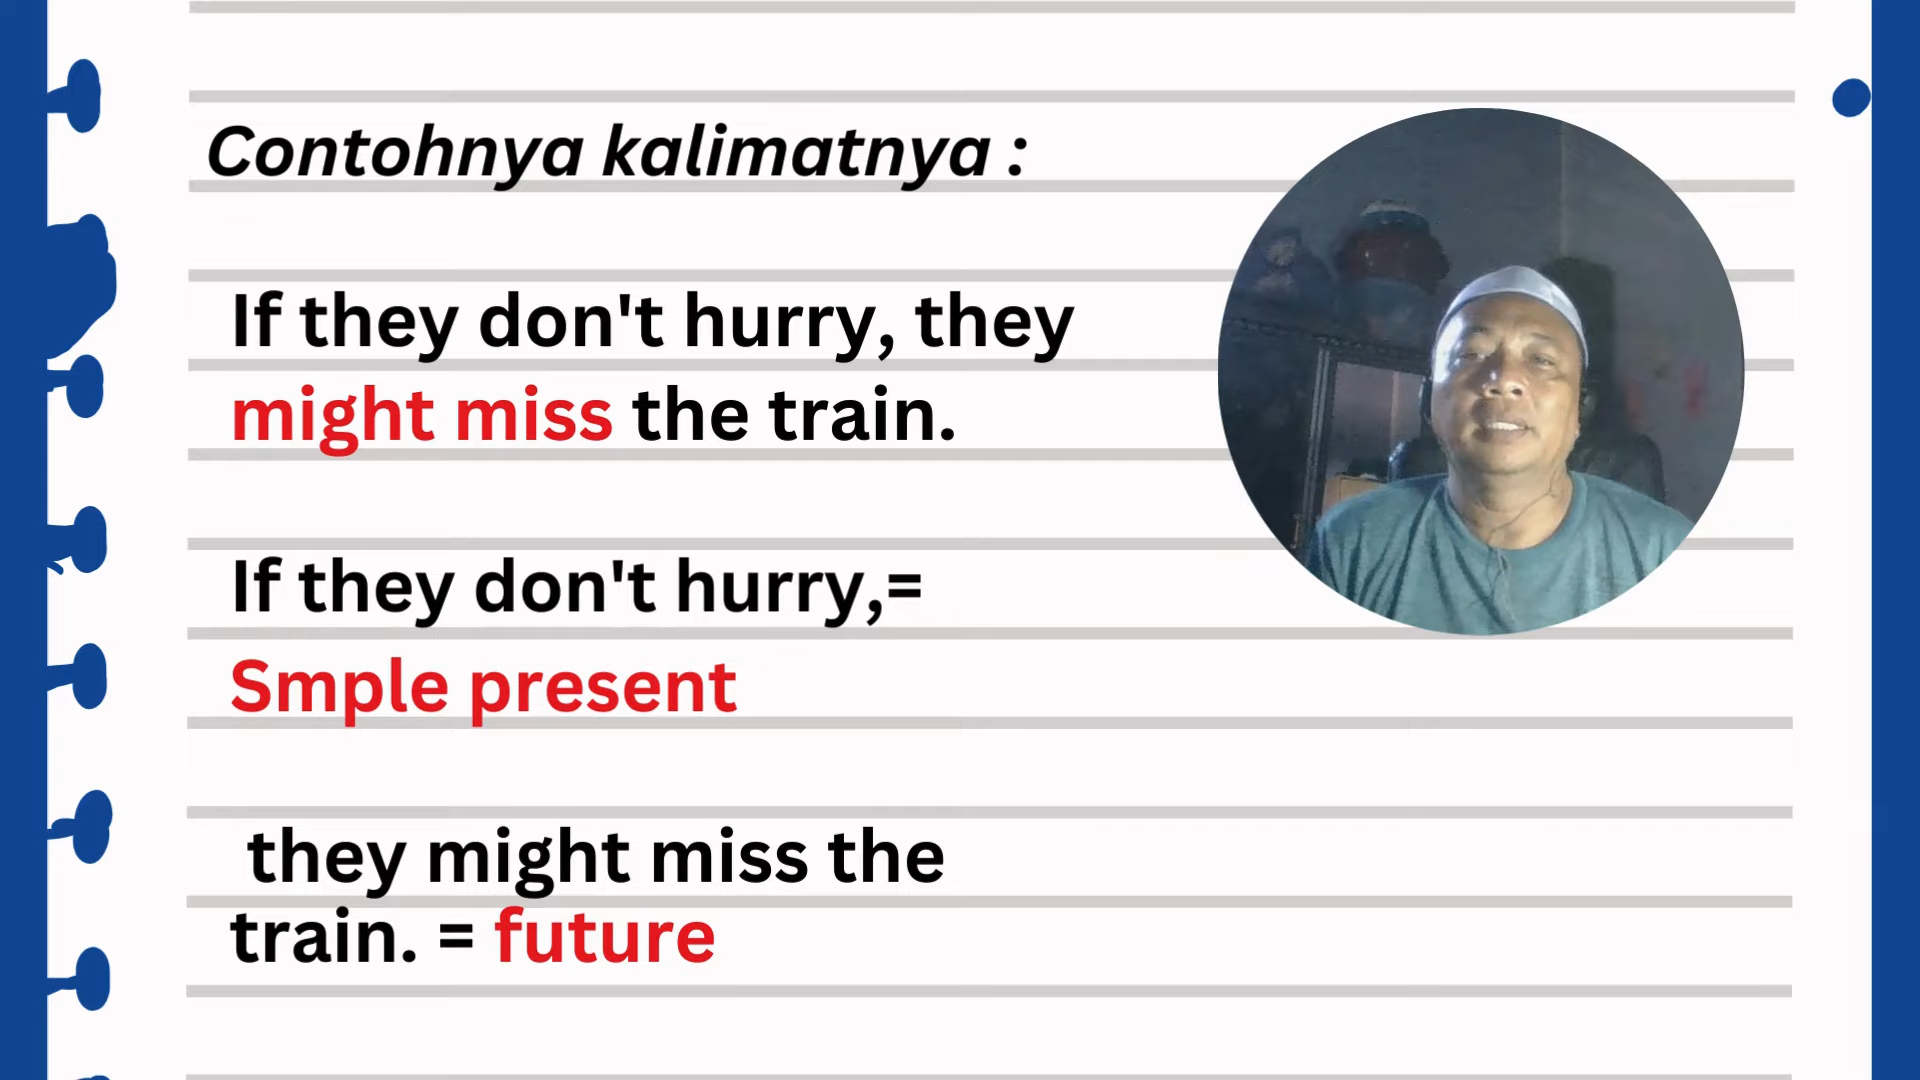 Contohnya kalimatnya :
If they don't hurry, they
might miss the train.
If they don't hurry,=
Smple present
they might miss the
train. = future